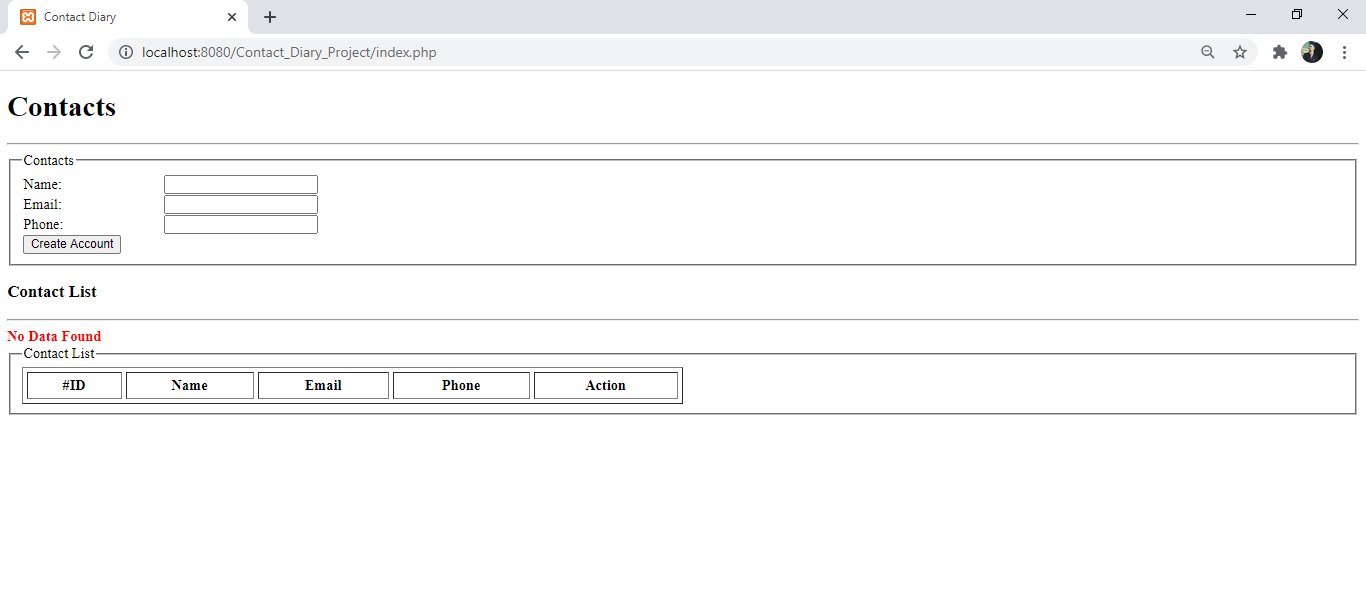 Contact Diary
localhost:8080/Contact_Diary_Project/index.php
Contacts
Contacts
Name:
Email:
Phone:
Create Account
Contact List
No Data Found
Contact List
#ID Name Email Phone Action